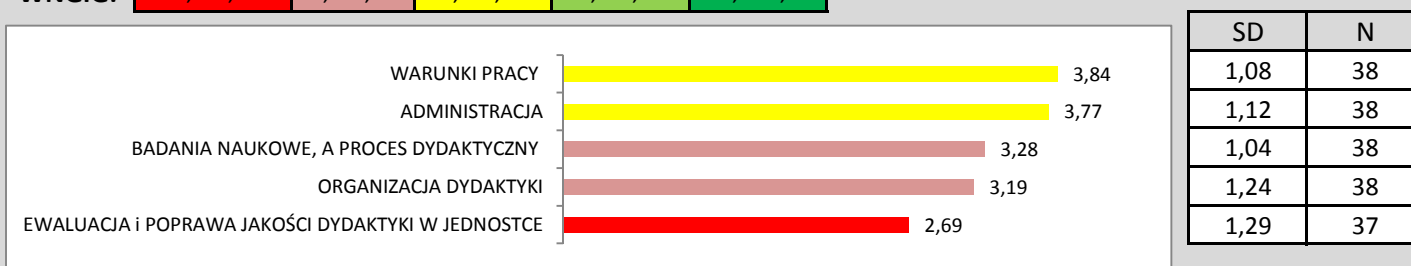 SD N
WARUNKI PRACY 3,84 1,08 38
ADMINISTRACJA 3,77 1,12 38
BADANIA NAUKOWE, A PROCES DYDAKTYCZNY 3,28 1,04 38
ORGANIZACJA DYDAKTYKI 3,19 1,24 38
EWALUACJA i POPRAWA JAKOŚCI DYDAKTYKI W JEDNOSTCE 2,69 1,29 37